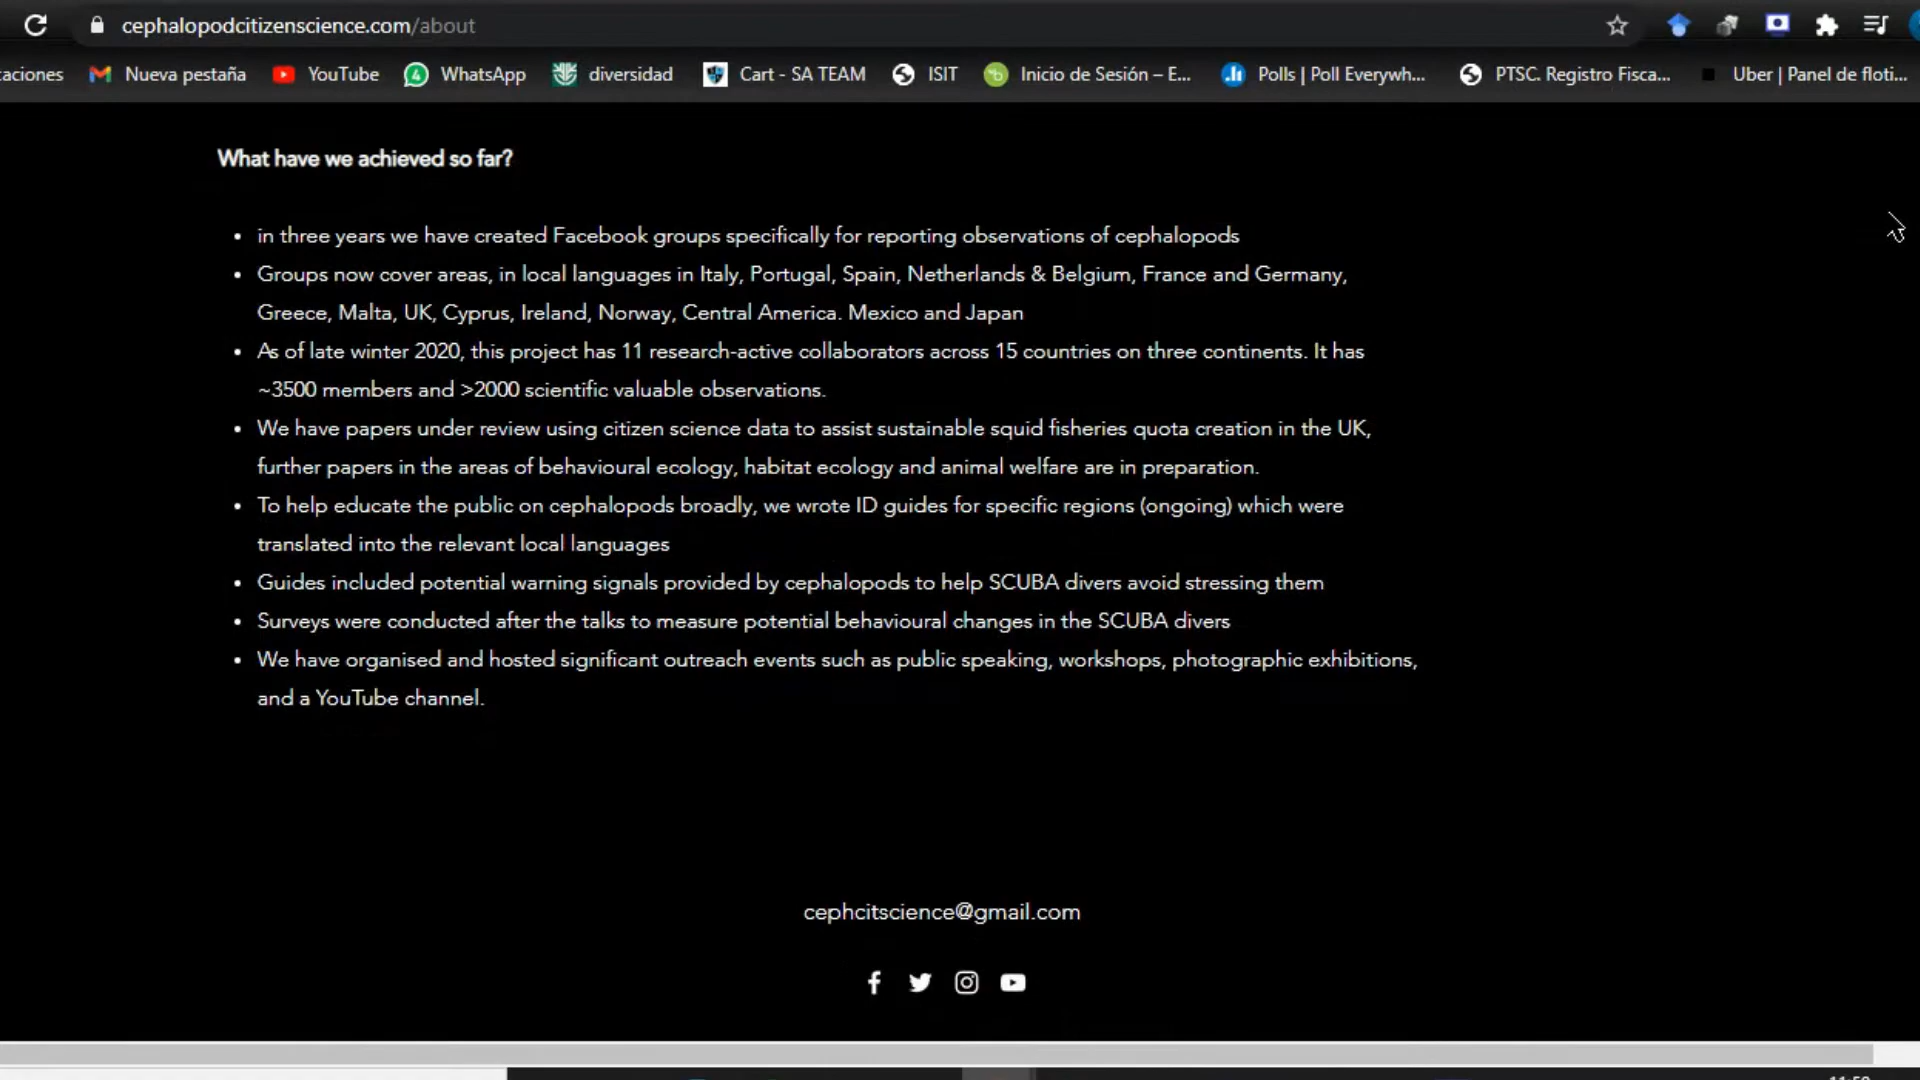 cephalopodcitizenscience.com/about
caciones Nueva pestaña YouTube WhatsApp diversidad Cart - SA TEAM ISIT Inicio de Sesión – E... Polls | Poll Everywh... PTSC. Registro Fisca... Uber | Panel de floti...
What have we achieved so far?
• in three years we have created Facebook groups specifically for reporting observations of cephalopods
• Groups now cover areas, in local languages in Italy, Portugal, Spain, Netherlands & Belgium, France and Germany,
Greece, Malta, UK, Cyprus, Ireland, Norway, Central America. Mexico and Japan
• As of late winter 2020, this project has 11 research-active collaborators across 15 countries on three continents. It has
~3500 members and >2000 scientific valuable observations.
• We have papers under review using citizen science data to assist sustainable squid fisheries quota creation in the UK,
further papers in the areas of behavioural ecology, habitat ecology and animal welfare are in preparation.
• To help educate the public on cephalopods broadly, we wrote ID guides for specific regions (ongoing) which were
translated into the relevant local languages
• Guides included potential warning signals provided by cephalopods to help SCUBA divers avoid stressing them
• Surveys were conducted after the talks to measure potential behavioural changes in the SCUBA divers
• We have organised and hosted significant outreach events such as public speaking, workshops, photographic exhibitions,
and a YouTube channel.
cephcitscience@gmail.com